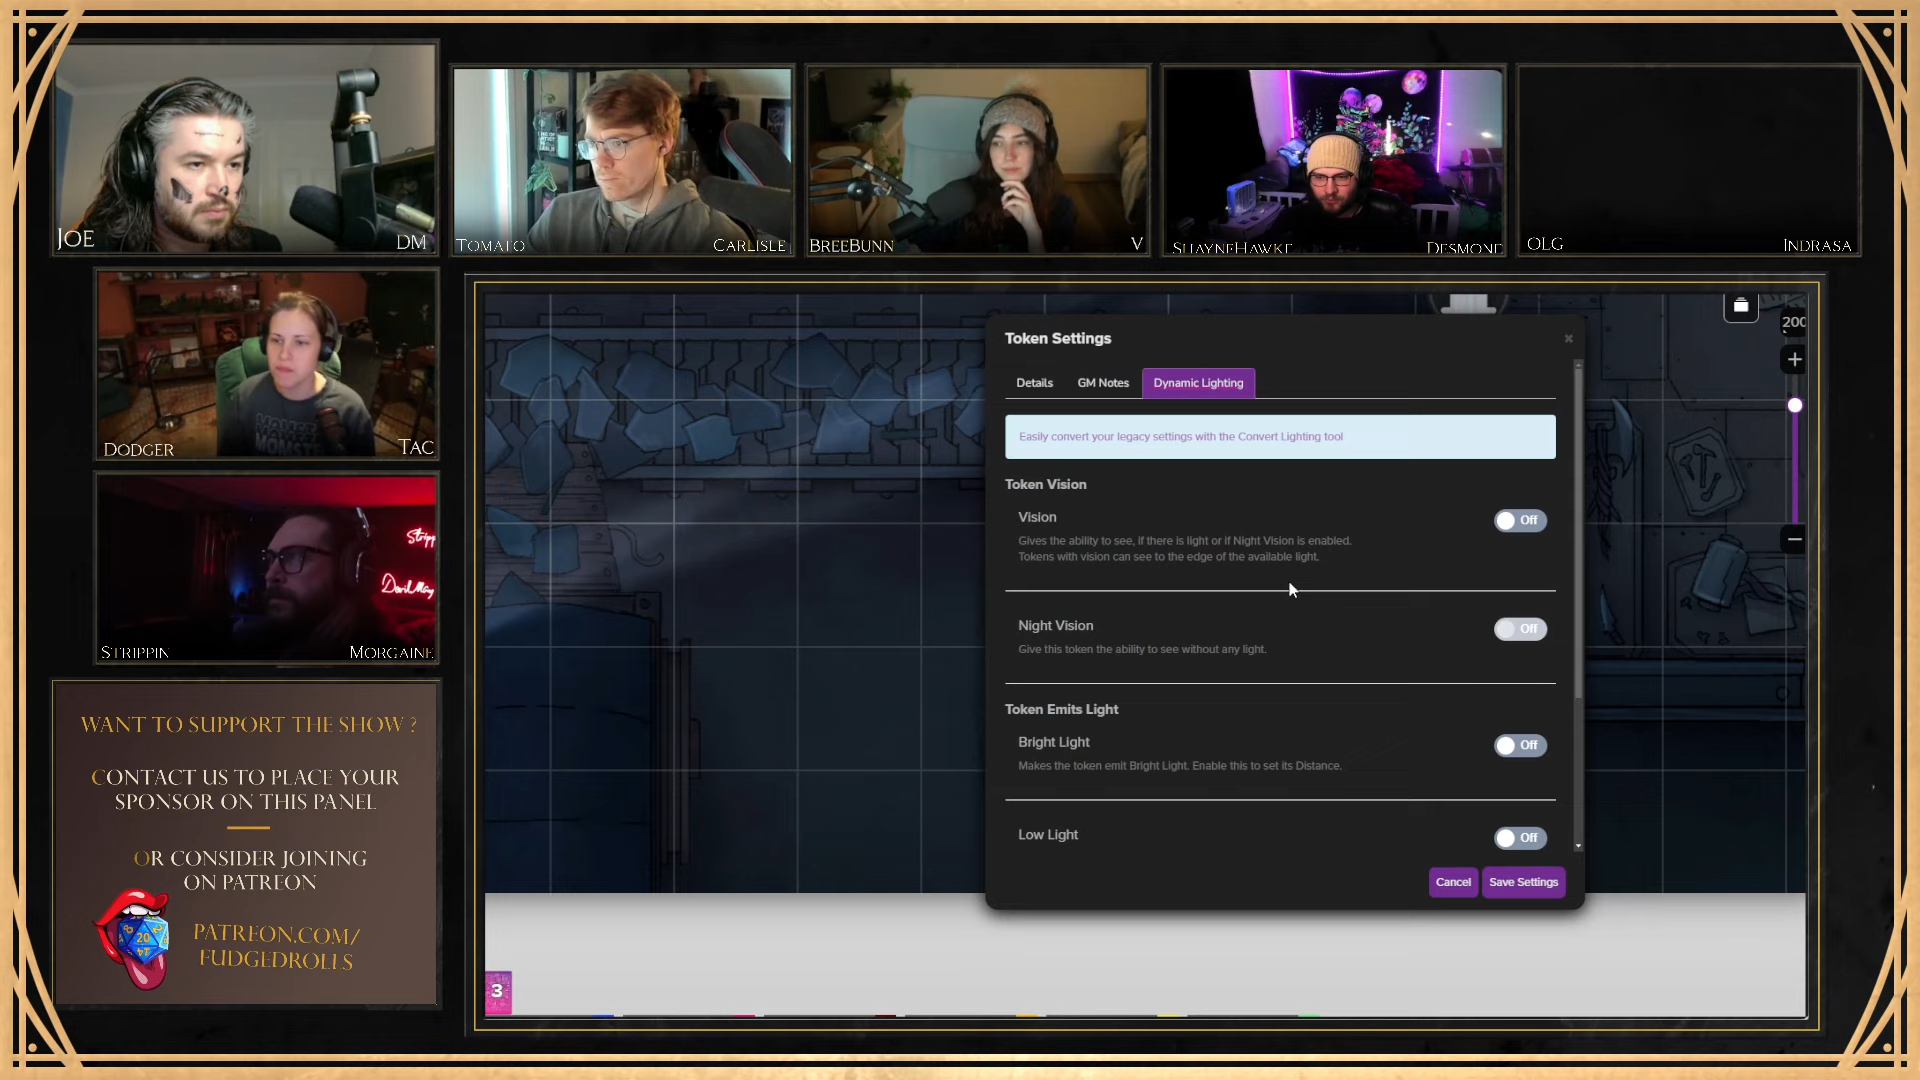 JOE
DM
TOMATO
CARLISLE
BREEBUNN
V
SHAYNEHAWKE
DESMOND
OLG
INDRASA
DODGER
TAC
STRIPPIN
MORGAINE
WANT TO SUPPORT THE SHOW ?
CONTACT US TO PLACE YOUR
SPONSOR ON THIS PANEL
OR CONSIDER JOINING
ON PATREON
PATREON.COM/
FUDGEDROLLS
20
200
Token Settings
Details
GM Notes
Dynamic Lighting
Easily convert your legacy settings with the Convert Lighting tool
Token Vision
Vision
Off
Gives the ability to see, if there is light or if Night Vision is enabled.
Tokens with vision can see to the edge of the available light.
Night Vision
Off
Give this token the ability to see without any light.
Token Emits Light
Bright Light
Off
Makes the token emit Bright Light. Enable this to set its Distance.
Low Light
Off
Cancel
Save Settings
3